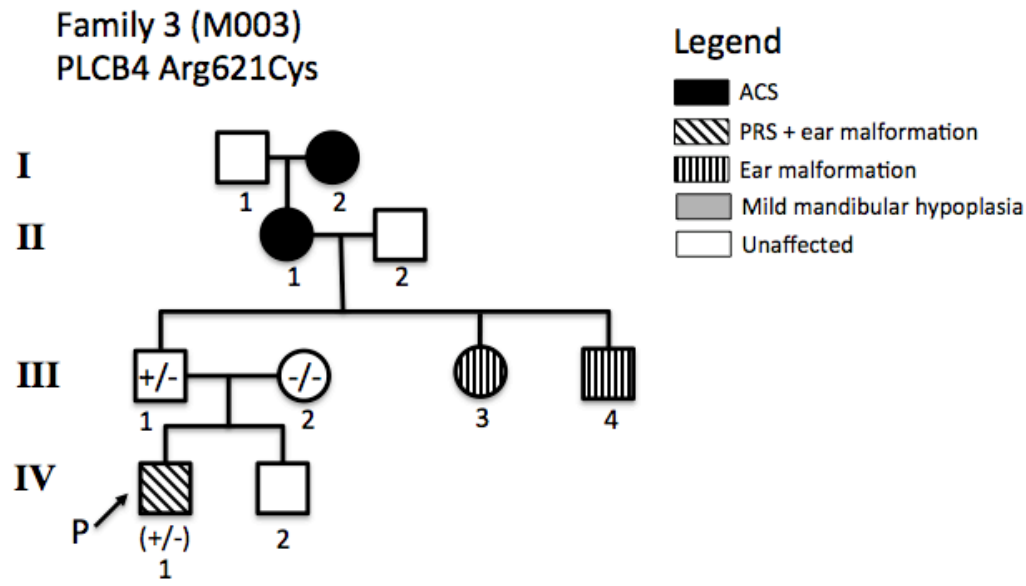 Family 3 (M003)
PLCB4 Arg621Cys
Legend
ACS
PRS + ear malformation
Ear malformation
Mild mandibular hypoplasia
Unaffected
I
1 2
II
1 2
III
+/- -/-
1 2 3 4
IV
P
(+/-) 2
1